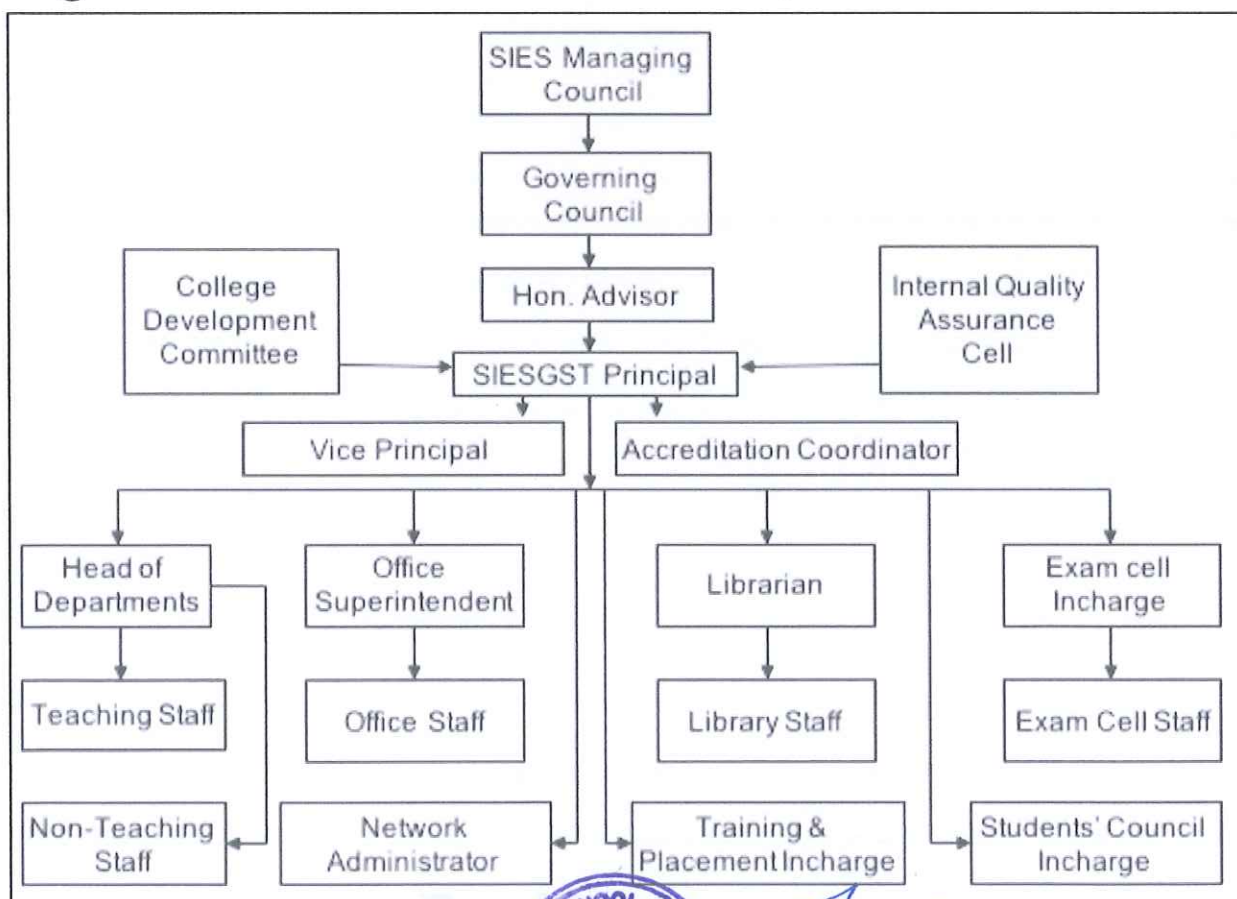 SIES Managing
Council
Governing
Council
College
Development
Committee
Hon. Advisor
Internal Quality
Assurance
Cell
SIESGST Principal
Vice Principal
Accreditation Coordinator
Head of
Departments
Office
Superintendent
Librarian
Exam cell
Incharge
Teaching Staff
Office Staff
Library Staff
Exam Cell Staff
Non-Teaching
Staff
Network
Administrator
Training &
Placement Incharge
Students' Council
Incharge